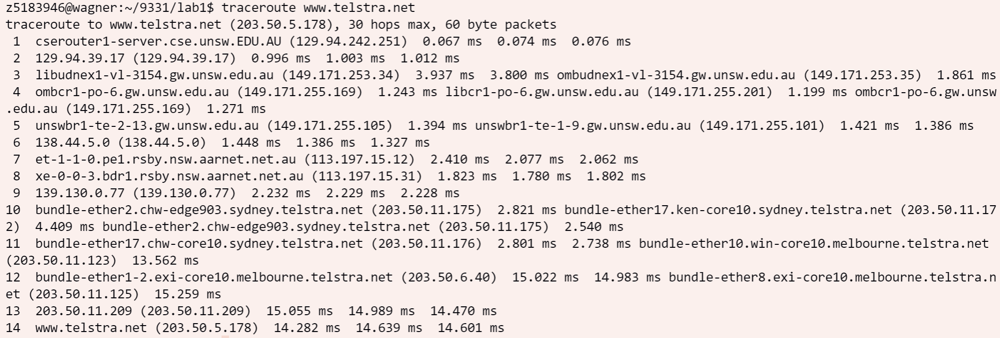 z5183946@wagner:~/9331/lab1$ traceroute www.telstra.net
traceroute to www.telstra.net (203.50.5.178), 30 hops max, 60 byte packets
 1  cserouter1-server.cse.unsw.EDU.AU (129.94.242.251)  0.067 ms  0.074 ms  0.076 ms
 2  129.94.39.17 (129.94.39.17)  0.996 ms  1.003 ms  1.012 ms
 3  libudnex1-vl-3154.gw.unsw.edu.au (149.171.253.34)  3.937 ms  3.800 ms ombudnex1-vl-3154.gw.unsw.edu.au (149.171.253.35)  1.861 ms
 4  ombcr1-po-6.gw.unsw.edu.au (149.171.255.169)  1.243 ms libcr1-po-6.gw.unsw.edu.au (149.171.255.201)  1.199 ms ombcr1-po-6.gw.unsw
.edu.au (149.171.255.169)  1.271 ms
 5  unswbr1-te-2-13.gw.unsw.edu.au (149.171.255.105)  1.394 ms unswbr1-te-1-9.gw.unsw.edu.au (149.171.255.101)  1.421 ms  1.386 ms
 6  138.44.5.0 (138.44.5.0)  1.448 ms  1.386 ms  1.327 ms
 7  et-1-1-0.pe1.rsby.nsw.aarnet.net.au (113.197.15.12)  2.410 ms  2.077 ms  2.062 ms
 8  xe-0-0-3.bdr1.rsby.nsw.aarnet.net.au (113.197.15.31)  1.823 ms  1.780 ms  1.802 ms
 9  139.130.0.77 (139.130.0.77)  2.232 ms  2.229 ms  2.228 ms
10  bundle-ether2.chw-edge903.sydney.telstra.net (203.50.11.175)  2.821 ms bundle-ether17.ken-core10.sydney.telstra.net (203.50.11.17
2)  4.409 ms bundle-ether2.chw-edge903.sydney.telstra.net (203.50.11.175)  2.540 ms
11  bundle-ether17.chw-core10.sydney.telstra.net (203.50.11.176)  2.801 ms  2.738 ms bundle-ether10.win-core10.melbourne.telstra.net
(203.50.11.123)  13.562 ms
12  bundle-ether1-2.exi-core10.melbourne.telstra.net (203.50.6.40)  15.022 ms  14.983 ms bundle-ether8.exi-core10.melbourne.telstra.n
et (203.50.11.125)  15.259 ms
13  203.50.11.209 (203.50.11.209)  15.055 ms  14.989 ms  14.470 ms
14  www.telstra.net (203.50.5.178)  14.282 ms  14.639 ms  14.601 ms